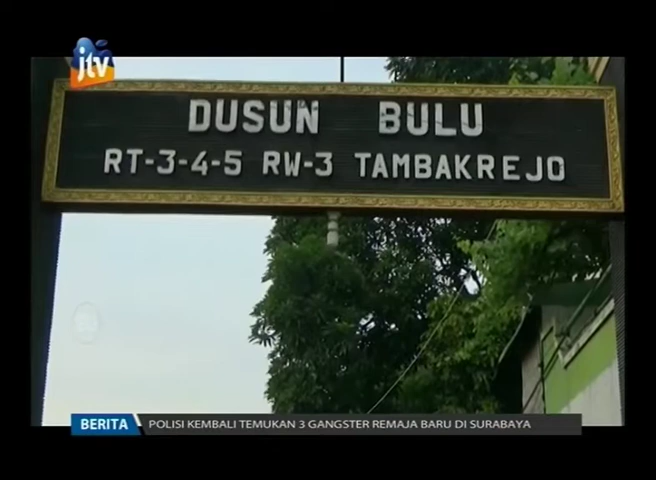 jtv
DUSUN BULU
RT-3-4-5 RW-3 TAMBAKREJO
BERITA POLISI KEMBALI TEMUKAN 3 GANGSTER REMAJA BARU DI SURABAYA